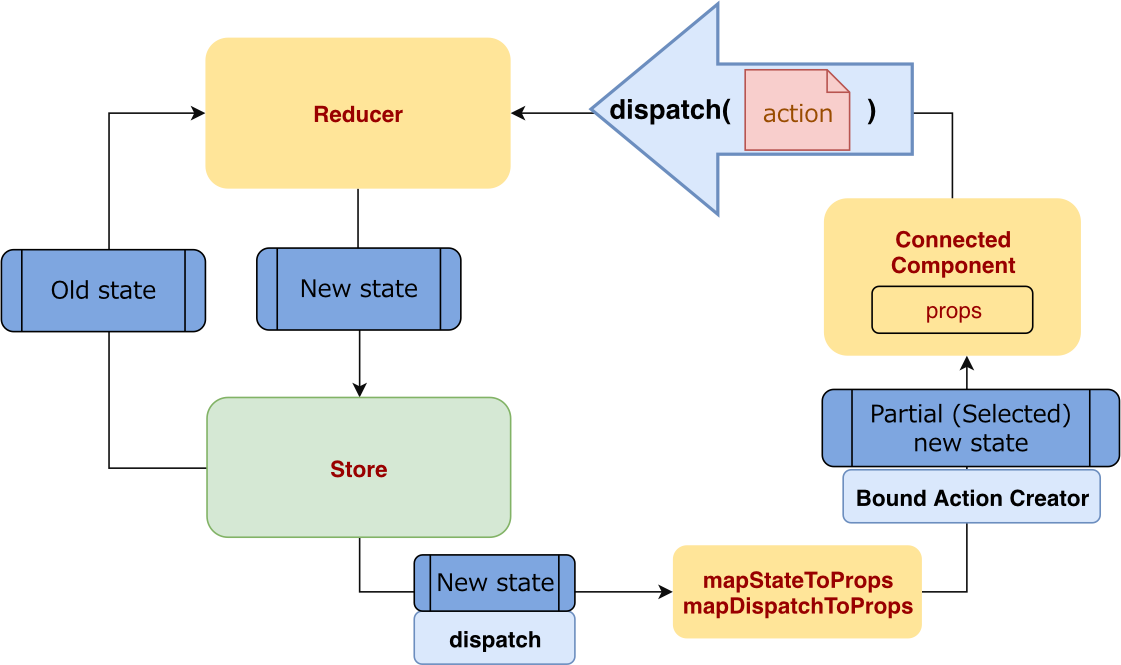 Reducer
dispatch( action )
Old state
New state
Connected
Component
props
Partial (Selected)
new state
Bound Action Creator
Store
New state
dispatch
mapStateToProps
mapDispatchToProps